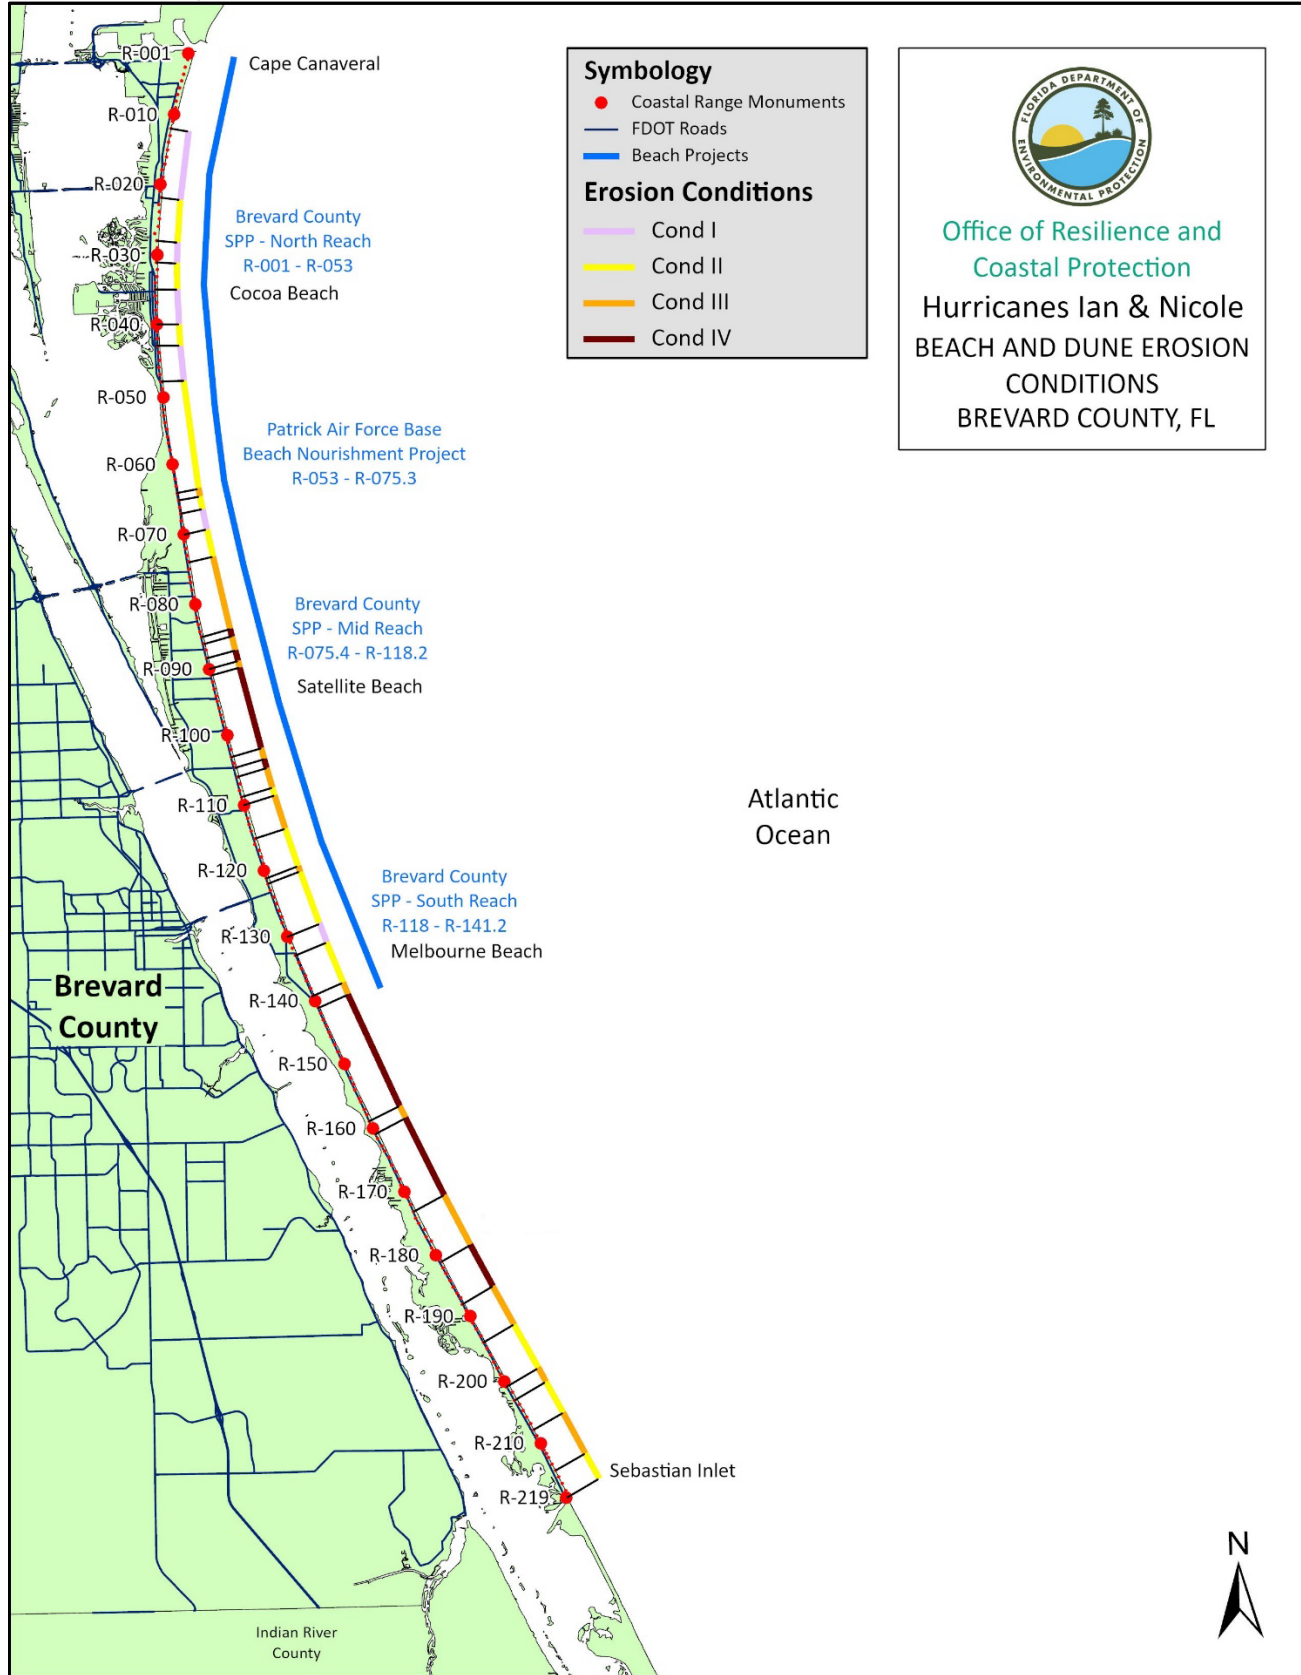 R-001
Cape Canaveral
R-010
R-020
Brevard County
SPP - North Reach
R-001 - R-053
R-030
Cocoa Beach
R-040
R-050
Patrick Air Force Base
Beach Nourishment Project
R-053 - R-075.3
R-060
R-070
R-080
Brevard County
SPP - Mid Reach
R-075.4 - R-118.2
R-090
Satellite Beach
R-100
R-110
R-120
Brevard County
SPP - South Reach
R-118 - R-141.2
R-130
Melbourne Beach
R-140
R-150
R-160
R-170
R-180
R-190
R-200
R-210
Sebastian Inlet
R-219
Brevard
County
Indian River
County
Atlantic
Ocean
Symbology
Coastal Range Monuments
FDOT Roads
Beach Projects
Erosion Conditions
Cond I
Cond II
Cond III
Cond IV
FLORIDA DEPARTMENT OF
ENVIRONMENTAL PROTECTION
Office of Resilience and
Coastal Protection
Hurricanes Ian & Nicole
BEACH AND DUNE EROSION
CONDITIONS
BREVARD COUNTY, FL
N